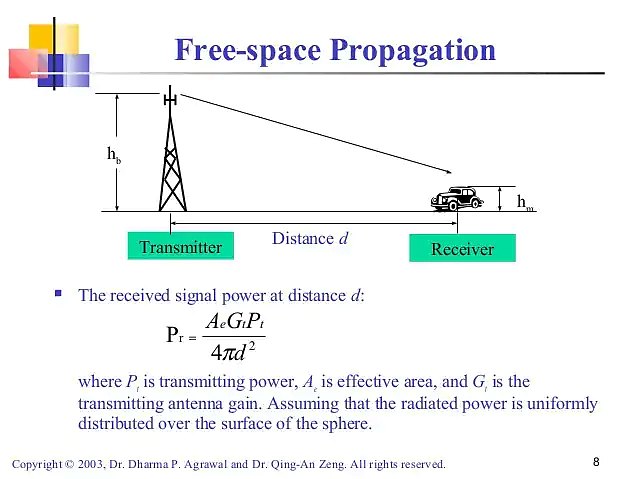 Free-space Propagation
h_b
h_m
Transmitter
Distance d
Receiver
The received signal power at distance d:
P_r = A_e G_t P_t / 4πd^2
where P_t is transmitting power, A_e is effective area, and G_t is the
transmitting antenna gain. Assuming that the radiated power is uniformly
distributed over the surface of the sphere.
Copyright © 2003, Dr. Dharma P. Agrawal and Dr. Qing-An Zeng. All rights reserved.
8